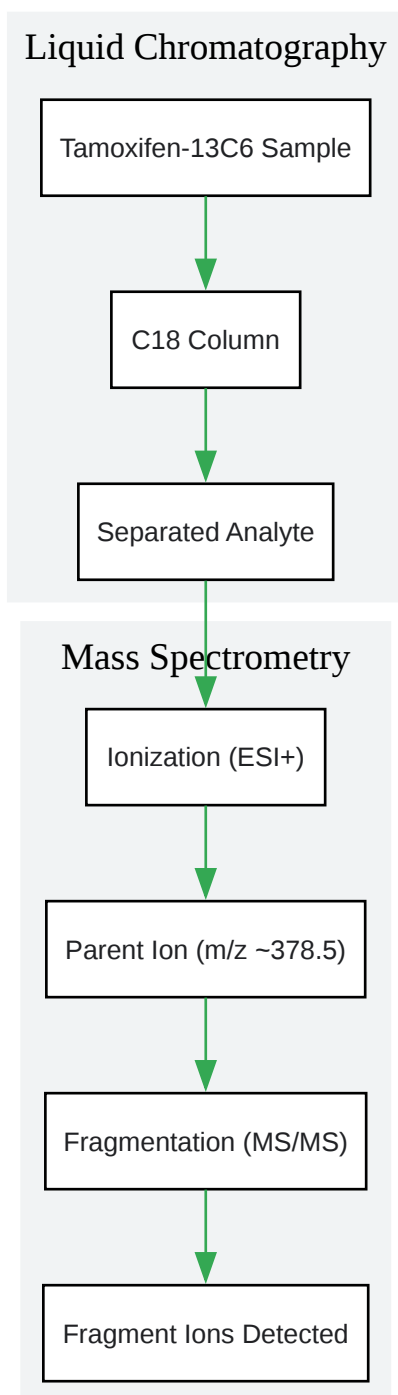 Liquid Chromatography
Tamoxifen-13C6 Sample
C18 Column
Separated Analyte
Mass Spectrometry
Ionization (ESI+)
Parent Ion (m/z ~378.5)
Fragmentation (MS/MS)
Fragment Ions Detected